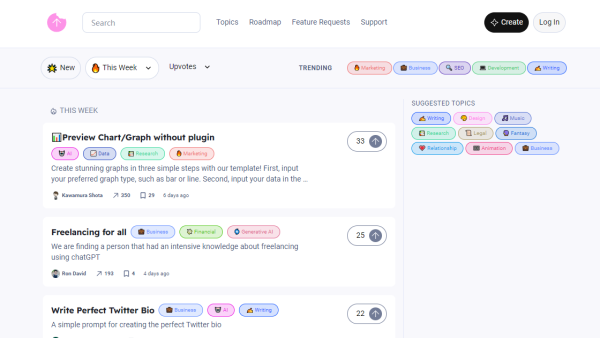 Search
Topics
Roadmap
Feature Requests
Support
Create
Log In
New
This Week
Upvotes
TRENDING
Marketing
Business
SEO
Development
Writing
THIS WEEK
Preview Chart/Graph without plugin
AI
Data
Research
Marketing
Create stunning graphs in three simple steps with our template! First, input
your preferred graph type, such as bar or line. Second, input your data in the ...
Kawamura Shota
350
29
6 days ago
33
Freelancing for all
Business
Financial
Generative AI
We are finding a person that had an intensive knowledge about freelancing
using chatGPT
Ron David
193
4
4 days ago
25
Write Perfect Twitter Bio
Business
AI
Writing
A simple prompt for creating the perfect Twitter bio
22
SUGGESTED TOPICS
Writing
Design
Music
Research
Legal
Fantasy
Relationship
Animation
Business